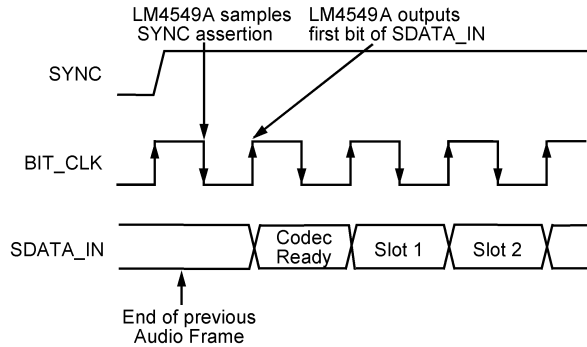 LM4549A samples
SYNC assertion
LM4549A outputs
first bit of SDATA_IN
SYNC
BIT_CLK
SDATA_IN
Codec
Ready
Slot 1
Slot 2
End of previous
Audio Frame